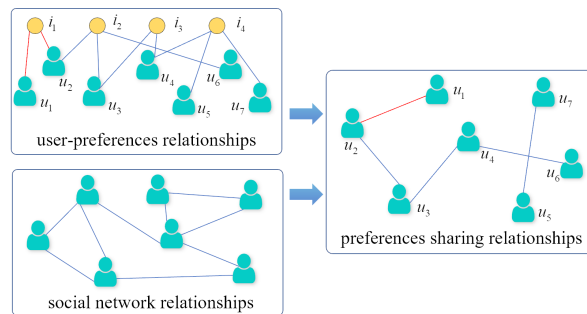 i1 i2 i3 i4
u1 u2 u3 u4 u5 u6 u7
user-preferences relationships
social network relationships
u1 u7
u2 u4
u6
u3 u5
preferences sharing relationships